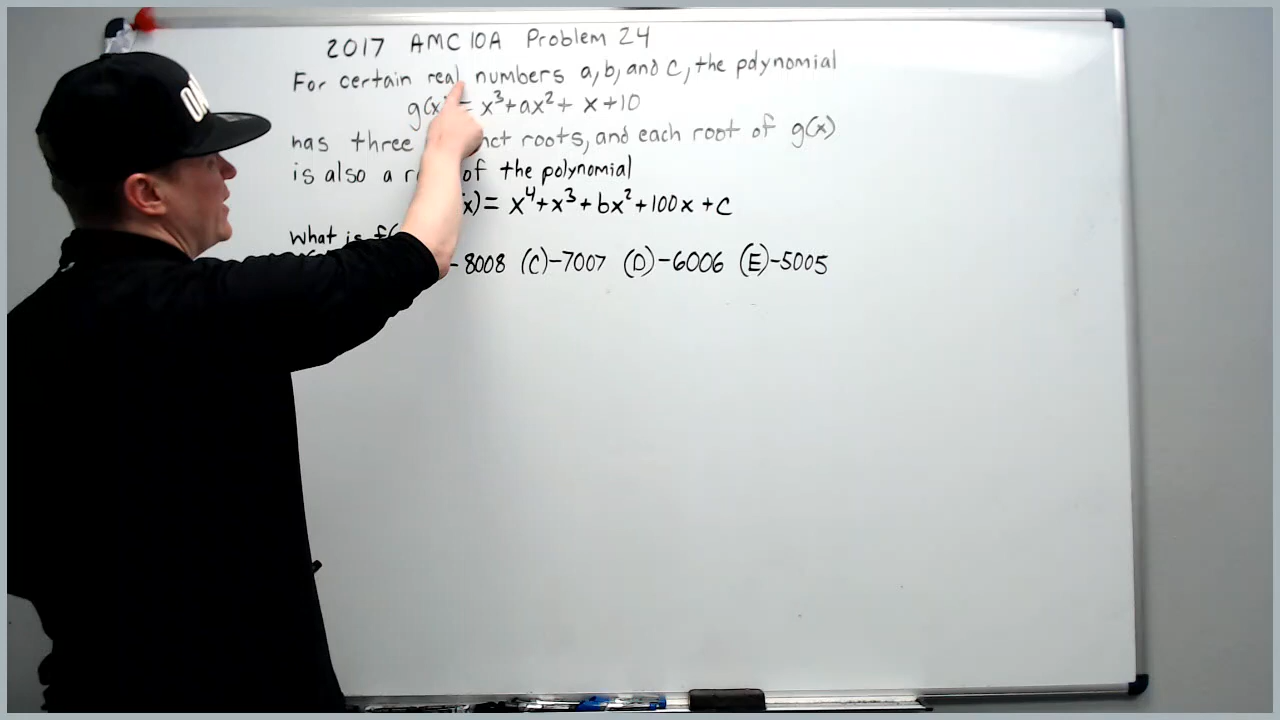 2017 AMC 10A Problem 24
For certain real numbers a, b, and c, the polynomial
g(x) = x³+ax²+ x+10
has three nct roots, and each root of g(x)
is also a of the polynomial
x)= x⁴+x³+bx²+100x+c
What is f(
-8008 (C)-7007 (D)-6006 (E)-5005